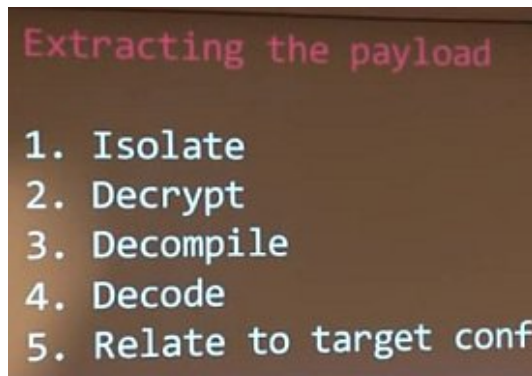 Extracting the payload
1. Isolate
2. Decrypt
3. Decompile
4. Decode
5. Relate to target conf